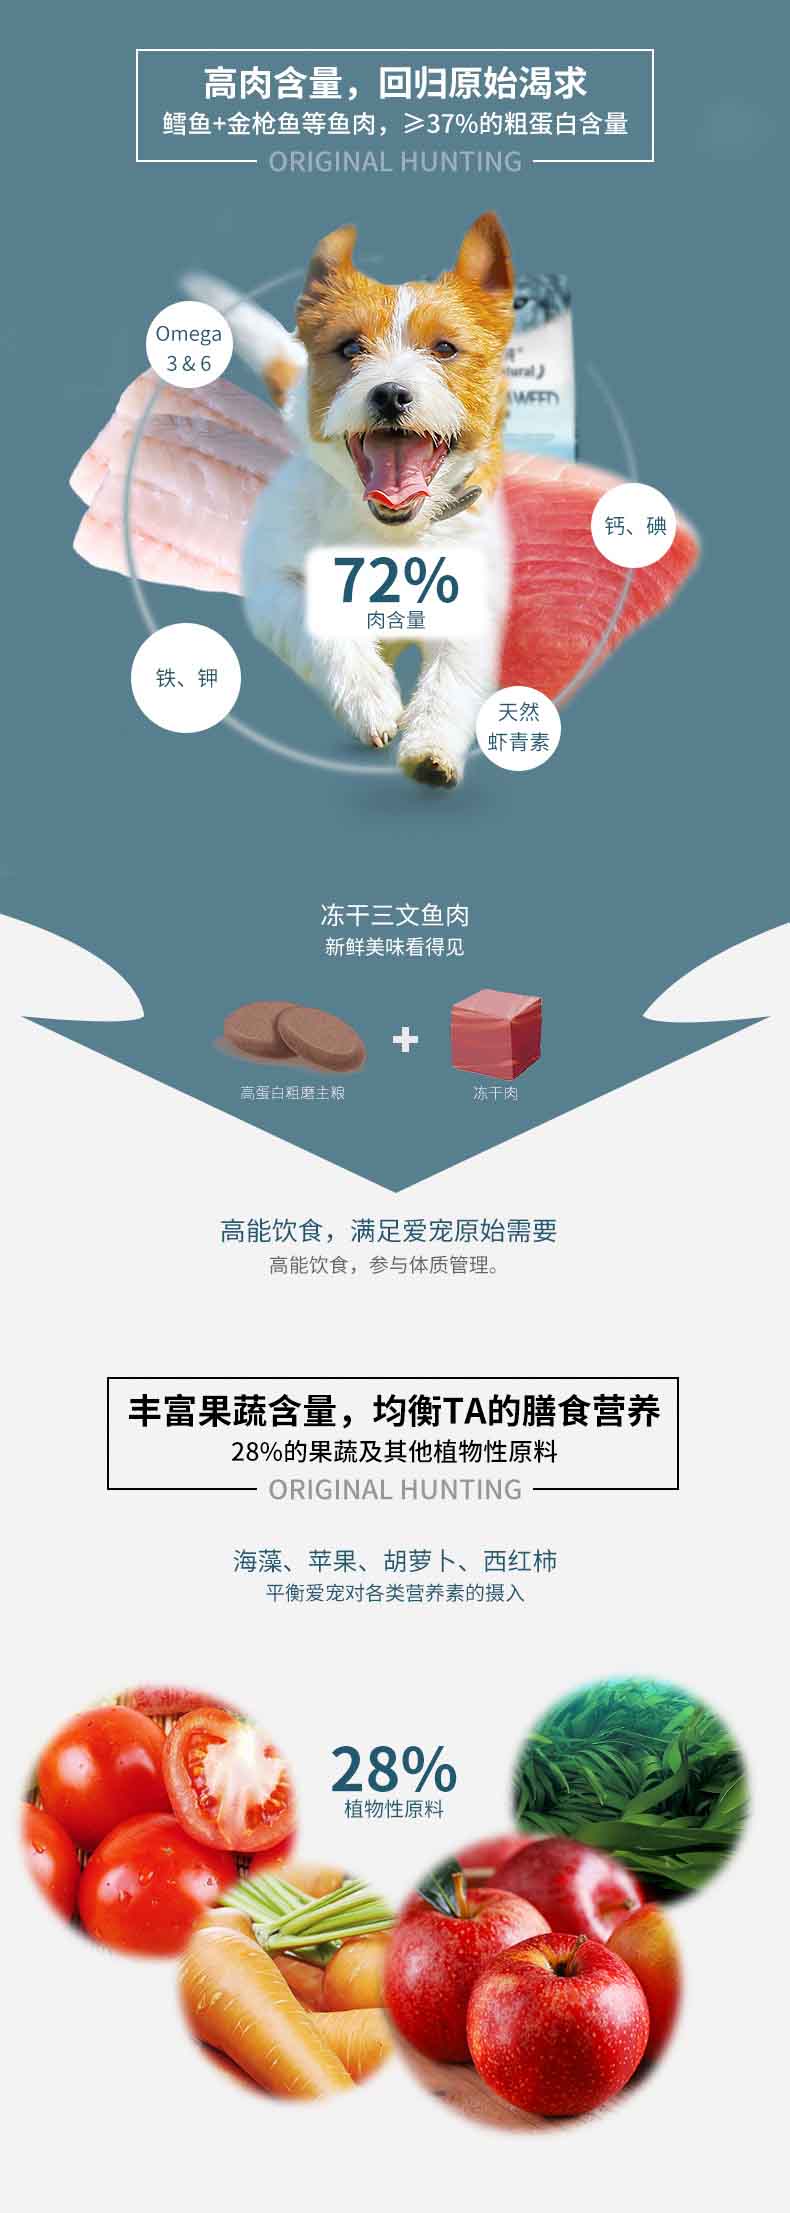 高肉含量，回归原始渴求
鳕鱼+金枪鱼等鱼肉，≥37%的粗蛋白含量
ORIGINAL HUNTING
Omega
3 & 6
钙、碘
72%
肉含量
铁、钾
天然
虾青素
冻干三文鱼肉
新鲜美味看得见
高蛋白粗磨主粮
冻干肉
高能饮食，满足爱宠原始需要
高能饮食，参与体质管理。
丰富果蔬含量，均衡TA的膳食营养
28%的果蔬及其他植物性原料
ORIGINAL HUNTING
海藻、苹果、胡萝卜、西红柿
平衡爱宠对各类营养素的摄入
28%
植物性原料